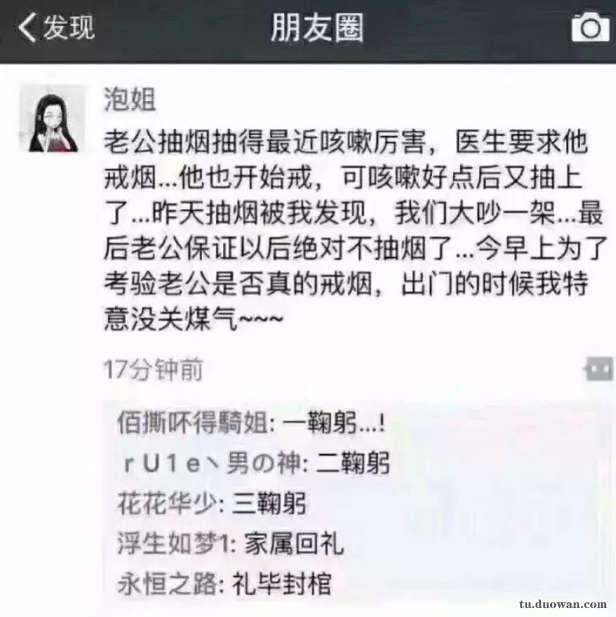 发现
朋友圈
泡姐
老公抽烟抽得最近咳嗽厉害，医生要求他
戒烟...他也开始戒，可咳嗽好点后又抽上
了...昨天抽烟被我发现，我们大吵一架...最
后老公保证以后绝对不抽烟了...今早上为了
考验老公是否真的戒烟，出门的时候我特
意没关煤气~~~
17分钟前
佰撕吥得騎姐: 一鞠躬...!
rU1e丶男の神: 二鞠躬
花花华少: 三鞠躬
浮生如梦1: 家属回礼
永恒之路: 礼毕封棺
tu.duowan.com